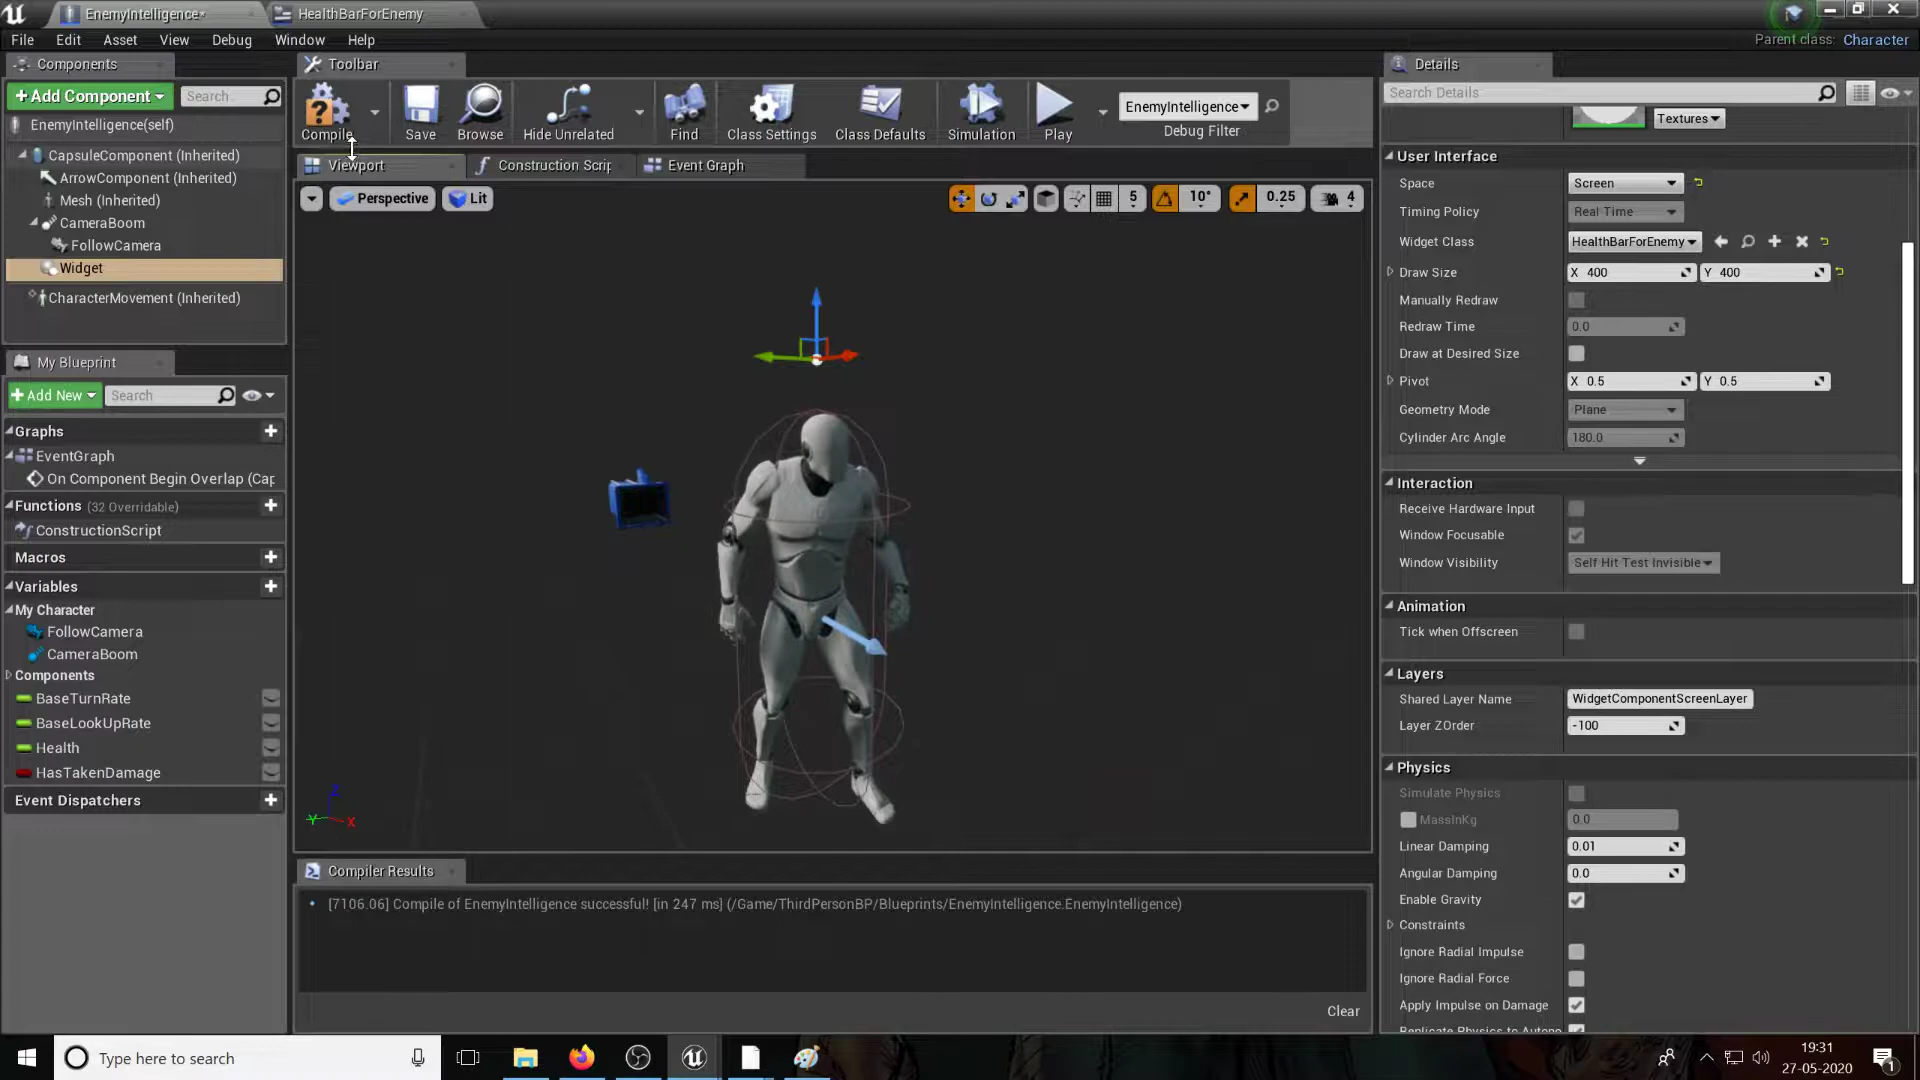 EnemyIntelligence*
HealthBarForEnemy
File Edit Asset View Debug Window Help
Parent class: Character
Components
+Add Component
Search
EnemyIntelligence(self)
CapsuleComponent (Inherited)
ArrowComponent (Inherited)
Mesh (Inherited)
CameraBoom
FollowCamera
Widget
CharacterMovement (Inherited)
My Blueprint
+Add New
Search
Graphs
EventGraph
On Component Begin Overlap (Cap
Functions (32 Overridable)
ConstructionScript
Macros
Variables
My Character
FollowCamera
CameraBoom
Components
BaseTurnRate
BaseLookUpRate
Health
HasTakenDamage
Event Dispatchers
Toolbar
Compile
Save
Browse
Hide Unrelated
Find
Class Settings
Class Defaults
Simulation
Play
EnemyIntelligence
Debug Filter
Viewport
Construction Scrip
Event Graph
Perspective
Lit
5
10°
0.25
4
Z
Y
X
Compiler Results
[7106.06] Compile of EnemyIntelligence successful! [in 247 ms] (/Game/ThirdPersonBP/Blueprints/EnemyIntelligence.EnemyIntelligence)
Clear
Details
Search Details
Textures
User Interface
Space Screen
Timing Policy Real Time
Widget Class HealthBarForEnemy
Draw Size X 400 Y 400
Manually Redraw
Redraw Time 0.0
Draw at Desired Size
Pivot X 0.5 Y 0.5
Geometry Mode Plane
Cylinder Arc Angle 180.0
Interaction
Receive Hardware Input
Window Focusable
Window Visibility Self Hit Test Invisible
Animation
Tick when Offscreen
Layers
Shared Layer Name WidgetComponentScreenLayer
Layer ZOrder -100
Physics
Simulate Physics
MassInKg 0.0
Linear Damping 0.01
Angular Damping 0.0
Enable Gravity
Constraints
Ignore Radial Impulse
Ignore Radial Force
Apply Impulse on Damage
Replicate Physics to Autono
Type here to search
19:31
27-05-2020
1